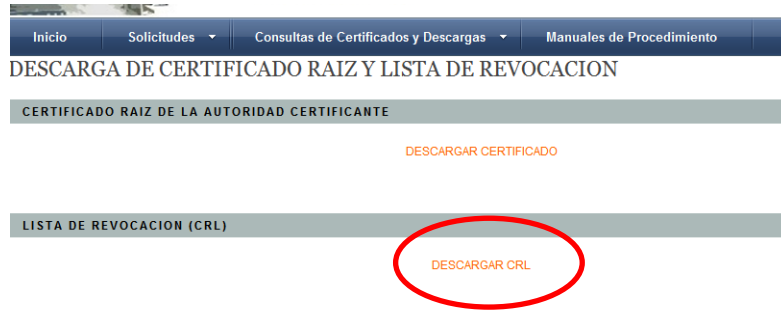 Inicio Solicitudes Consultas de Certificados y Descargas Manuales de Procedimiento
DESCARGA DE CERTIFICADO RAIZ Y LISTA DE REVOCACION
CERTIFICADO RAIZ DE LA AUTORIDAD CERTIFICANTE
DESCARGAR CERTIFICADO
LISTA DE REVOCACION (CRL)
DESCARGAR CRL